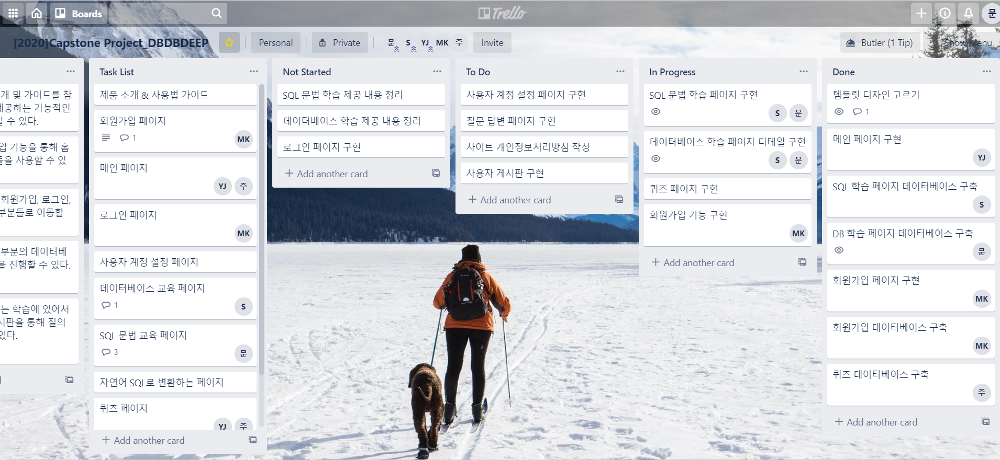 Boards
Trello
문
[2020]Capstone Project_DBDBDEEP
Personal
Private
문 S YJ MK 주
Invite
Butler (1 Tip)
Show Menu
개 및 가이드를 참
제공하는 기능적인
수 있다.
입 기능을 통해 홈
들을 사용할 수 있
회원가입, 로그인,
부분들로 이동할
부분의 데이터베
을 진행할 수 있다.
는 학습에 있어서
시판을 통해 질의
있다.
Task List
제품 소개 & 사용법 가이드
회원가입 페이지
1
MK
메인 페이지
YJ 주
로그인 페이지
MK
사용자 계정 설정 페이지
데이터베이스 교육 페이지
1
S
SQL 문법 교육 페이지
3
문
자연어 SQL로 변환하는 페이지
퀴즈 페이지
YJ 주
+ Add another card
Not Started
SQL 문법 학습 제공 내용 정리
데이터베이스 학습 제공 내용 정리
로그인 페이지 구현
+ Add another card
To Do
사용자 계정 설정 페이지 구현
질문 답변 페이지 구현
사이트 개인정보처리방침 작성
사용자 게시판 구현
+ Add another card
In Progress
SQL 문법 학습 페이지 구현
S 문
데이터베이스 학습 페이지 디테일 구현
S 문
퀴즈 페이지 구현
회원가입 기능 구현
MK
+ Add another card
Done
템플릿 디자인 고르기
1
메인 페이지 구현
YJ
SQL 학습 페이지 데이터베이스 구축
S
DB 학습 페이지 데이터베이스 구축
문
회원가입 페이지 구현
MK
회원가입 데이터베이스 구축
MK
퀴즈 데이터베이스 구축
주
+ Add another card